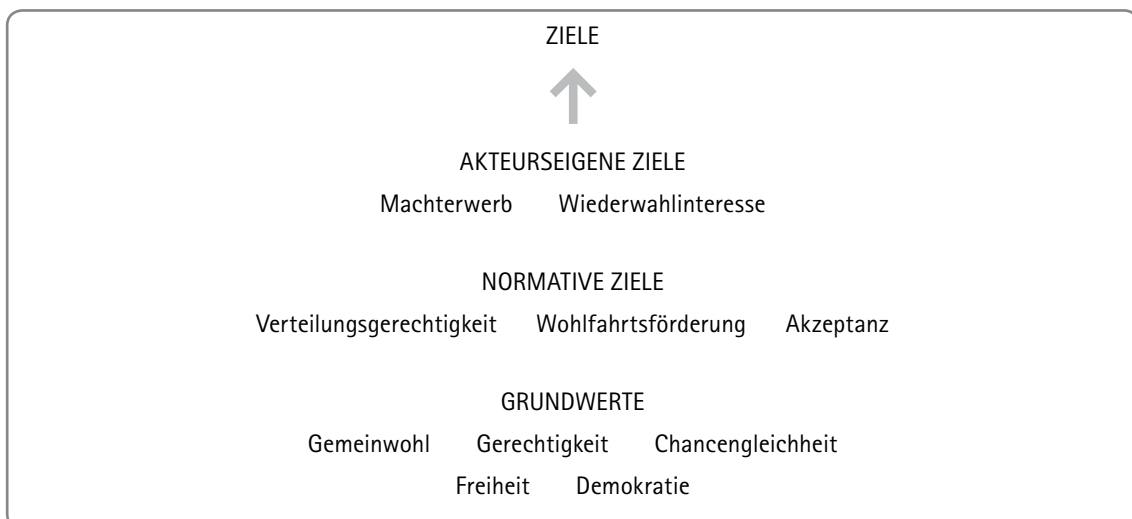 ZIELE
AKTEURSEIGENE ZIELE
Machterwerb Wiederwahlinteresse
NORMATIVE ZIELE
Verteilungsgerechtigkeit Wohlfahrtsförderung Akzeptanz
GRUNDWERTE
Gemeinwohl Gerechtigkeit Chancengleichheit
Freiheit Demokratie